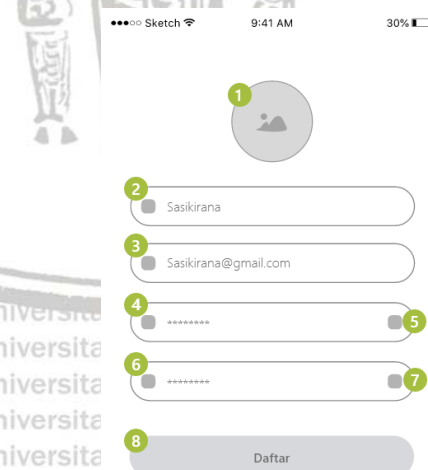 ●●●○○ Sketch 9:41 AM 30%
1
2
Sasikirana
3
Sasikirana@gmail.com
4
******** 5
6
******** 7
8
Daftar